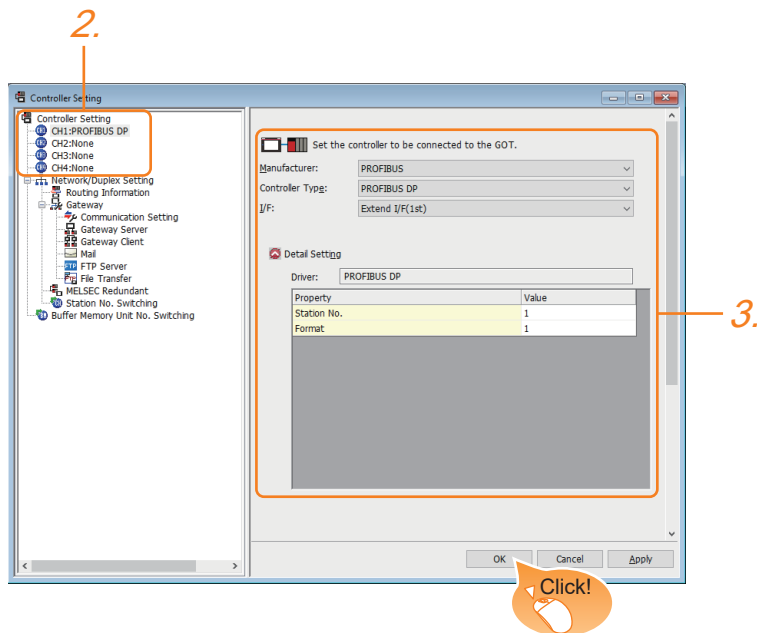 2.
Controller Setting
Controller Setting
CH1:PROFIBUS DP
CH2:None
CH3:None
CH4:None
Network/Duplex Setting
Routing Information
Gateway
Communication Setting
Gateway Server
Gateway Client
Mail
FTP Server
File Transfer
MELSEC Redundant
Station No. Switching
Buffer Memory Unit No. Switching
Set the controller to be connected to the GOT.
Manufacturer: PROFIBUS
Controller Type: PROFIBUS DP
I/F: Extend I/F(1st)
Detail Setting
Driver: PROFIBUS DP
Property Value
Station No. 1
Format 1
3.
OK Cancel Apply
Click!